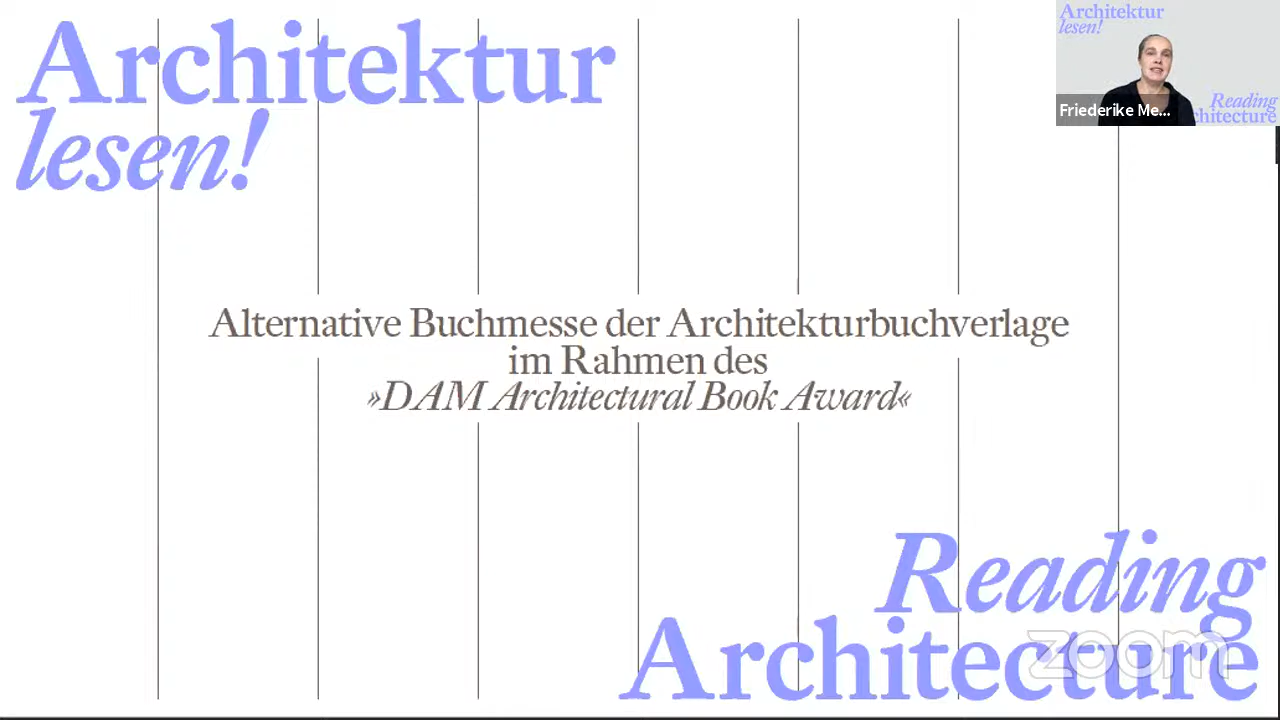 Architektur
lesen!
Alternative Buchmesse der Architekturbuchverlage
im Rahmen des
»DAM Architectural Book Award«
Reading
Architecture
zoom
Architektur
lesen!
Friederike Me...
Reading
chitecture